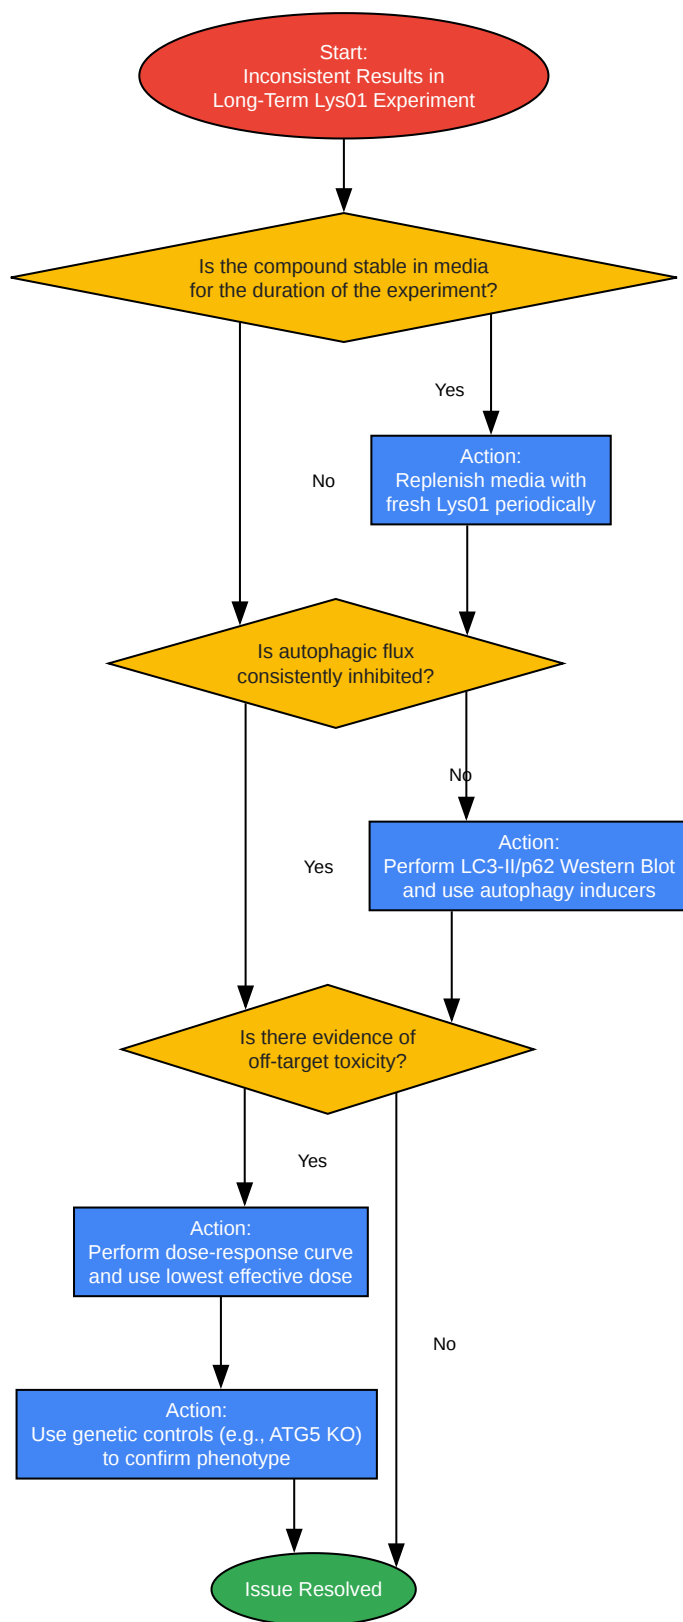 Start:
Inconsistent Results in
Long-Term Lys01 Experiment
Is the compound stable in media
for the duration of the experiment?
Yes
No
Action:
Replenish media with
fresh Lys01 periodically
Is autophagic flux
consistently inhibited?
No
Yes
Action:
Perform LC3-II/p62 Western Blot
and use autophagy inducers
Is there evidence of
off-target toxicity?
Yes
Action:
Perform dose-response curve
and use lowest effective dose
No
Action:
Use genetic controls (e.g., ATG5 KO)
to confirm phenotype
Issue Resolved